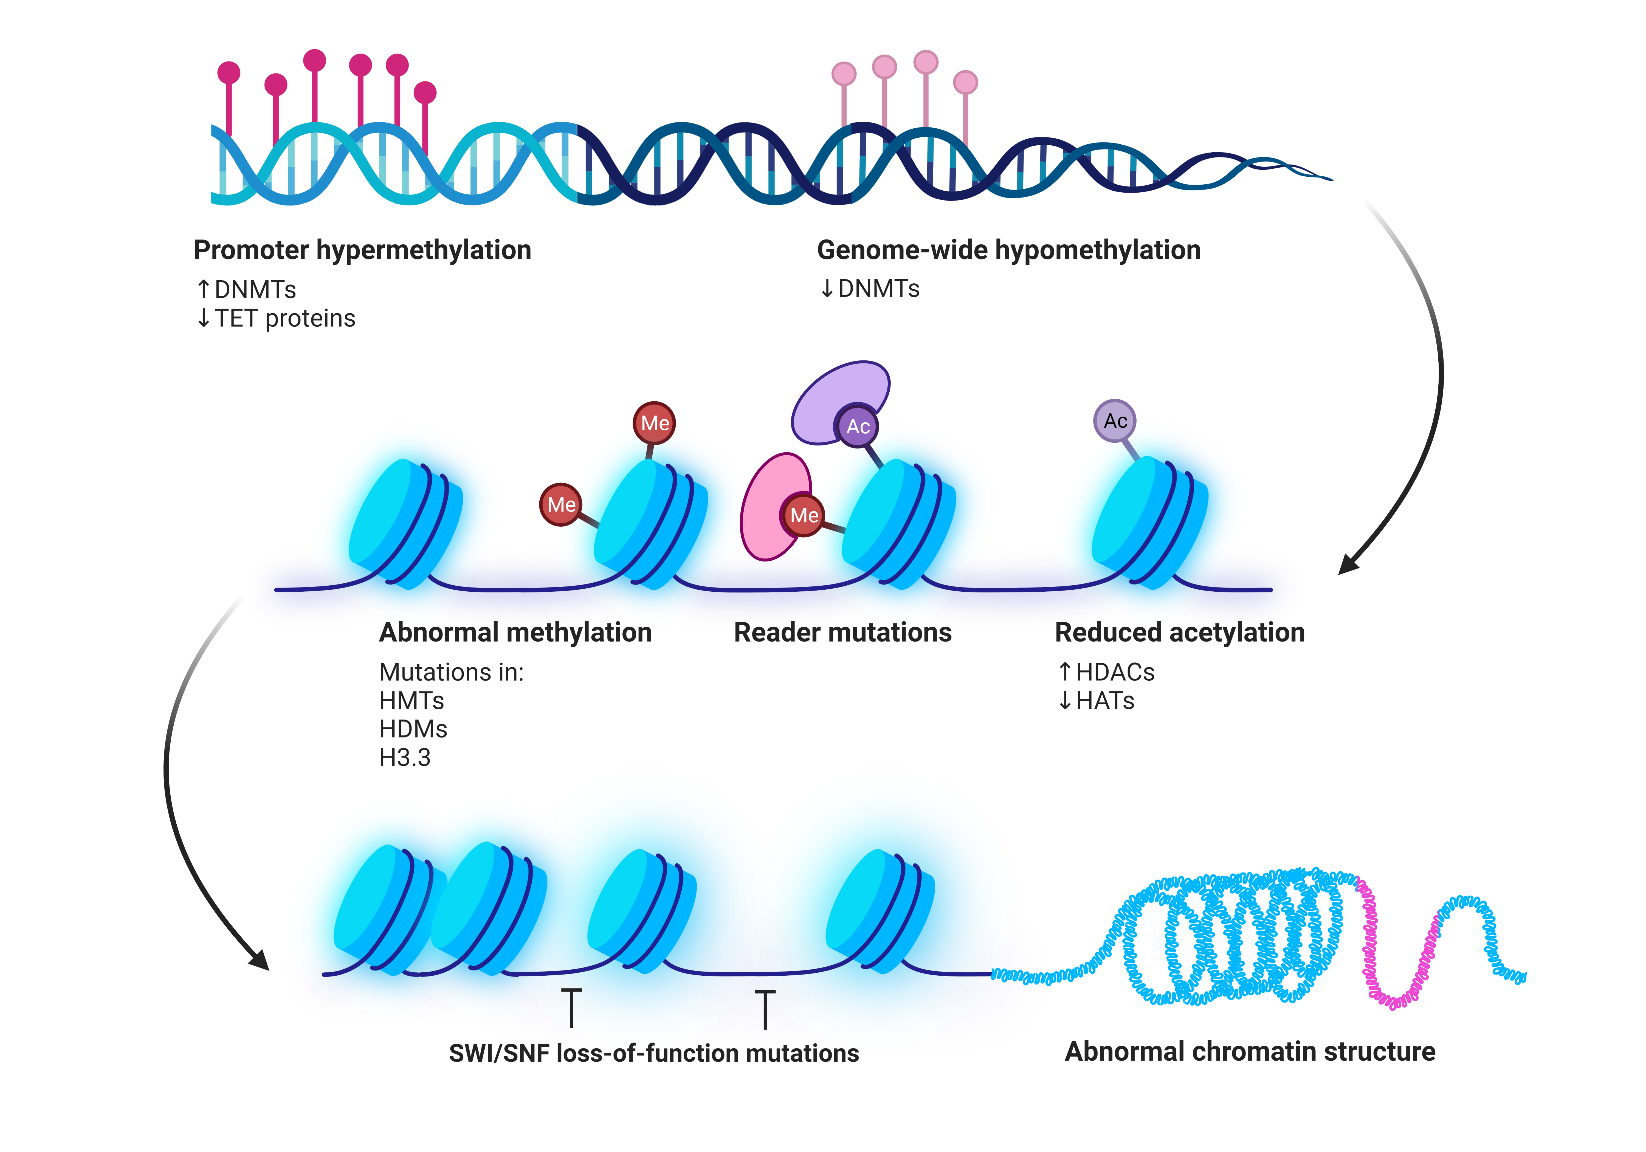 Promoter hypermethylation
↑DNMTs
↓TET proteins
Genome-wide hypomethylation
↓DNMTs
Me
Me
Ac
Me
Ac
Abnormal methylation
Mutations in:
HMTs
HDMs
H3.3
Reader mutations
Reduced acetylation
↑HDACs
↓HATs
SWI/SNF loss-of-function mutations
Abnormal chromatin structure